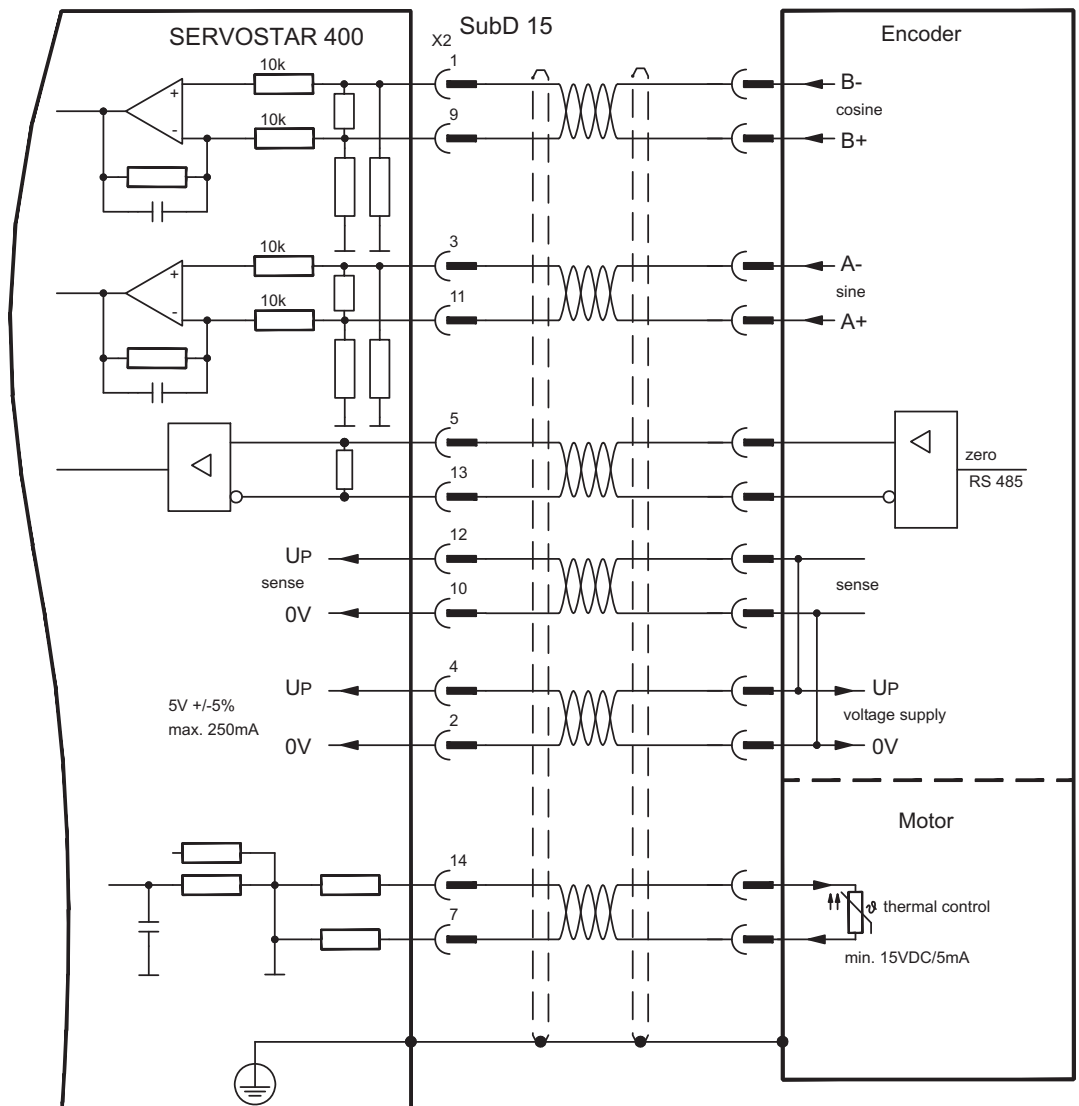 SERVOSTAR 400
SubD 15
X2
Encoder
10k
1
B-
cosine
10k
9
B+
10k
3
A-
sine
10k
11
A+
5
zero
13
RS 485
UP
12
sense
sense
0V
10
UP
4
UP
5V +/-5%
max. 250mA
voltage supply
0V
2
0V
Motor
14
ϑ thermal control
7
min. 15VDC/5mA
+
-
+
-